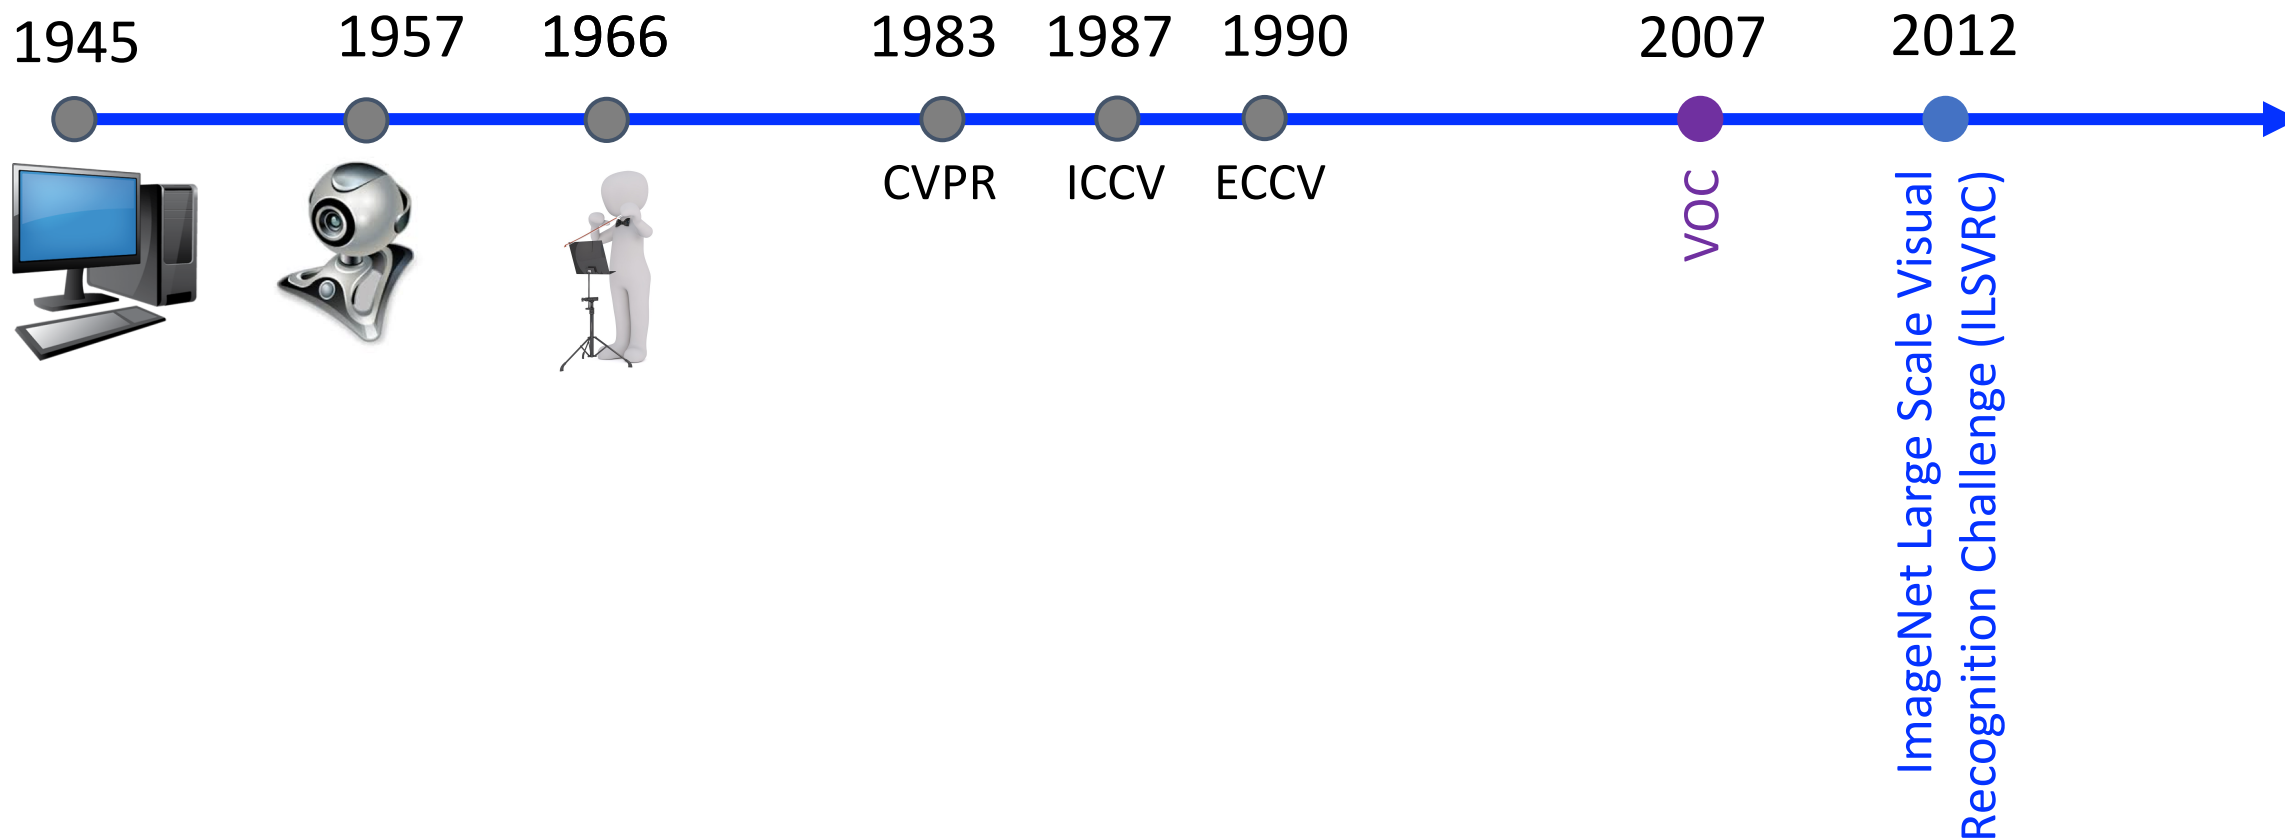 1945 1957 1966 1983 1987 1990 2007 2012
CVPR ICCV ECCV
VOC
ImageNet Large Scale Visual
Recognition Challenge (ILSVRC)